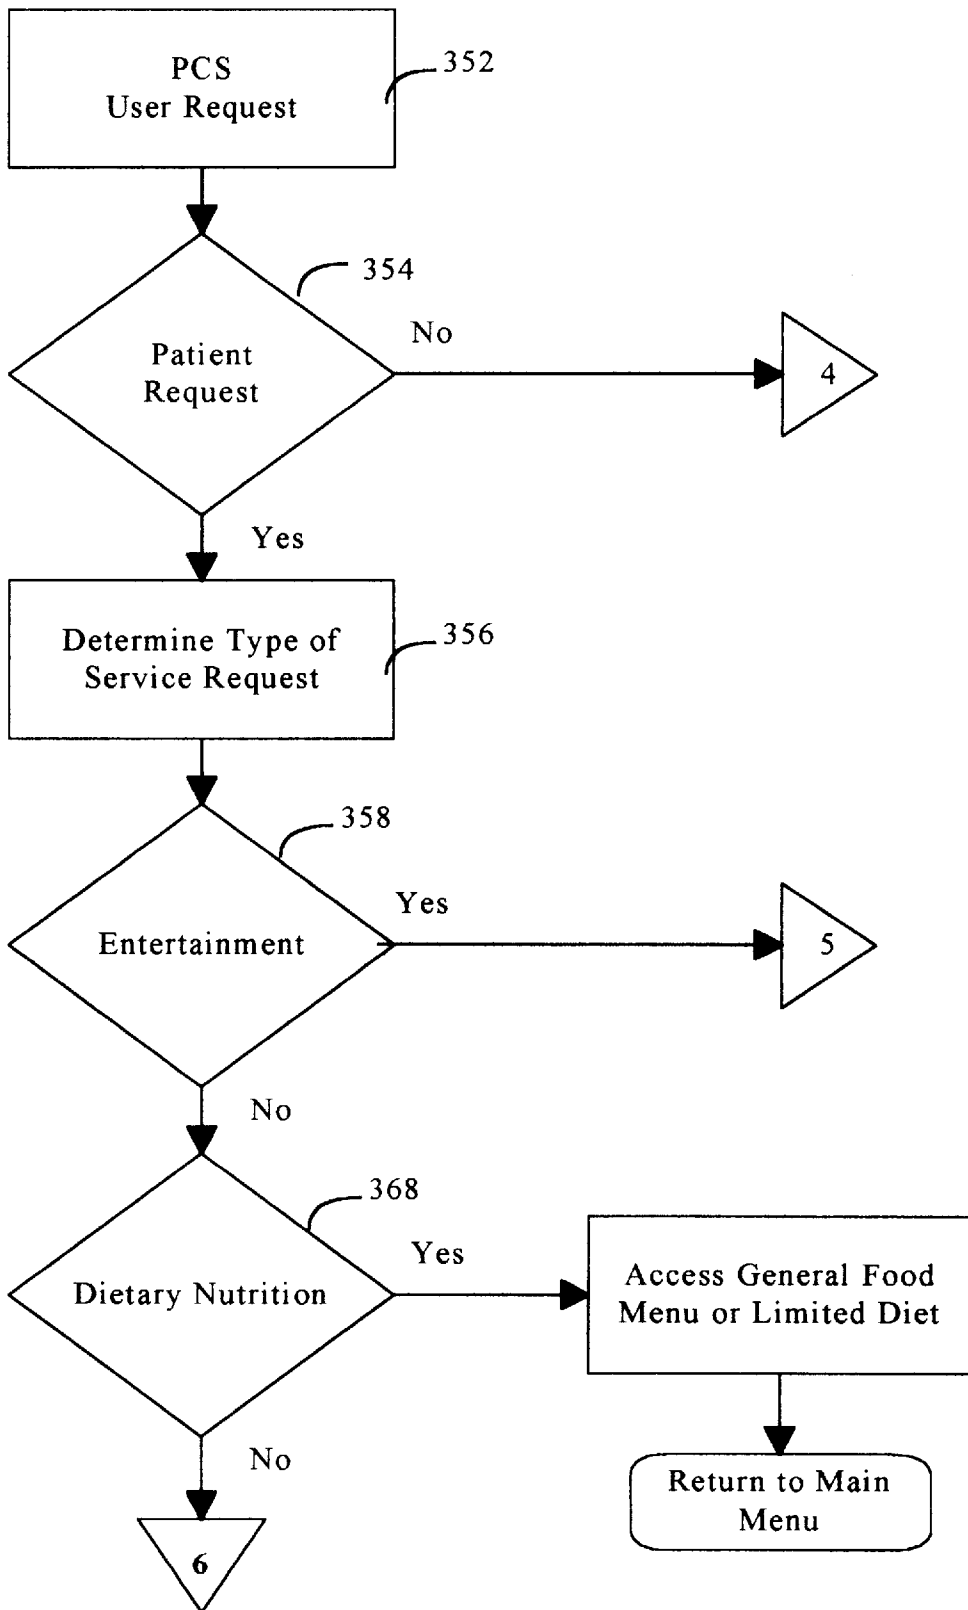 PCS
User Request
352
354
Patient
Request
No
4
Yes
Determine Type of
Service Request
356
358
Entertainment
Yes
5
No
368
Dietary Nutrition
Yes
Access General Food
Menu or Limited Diet
No
Return to Main
Menu
6